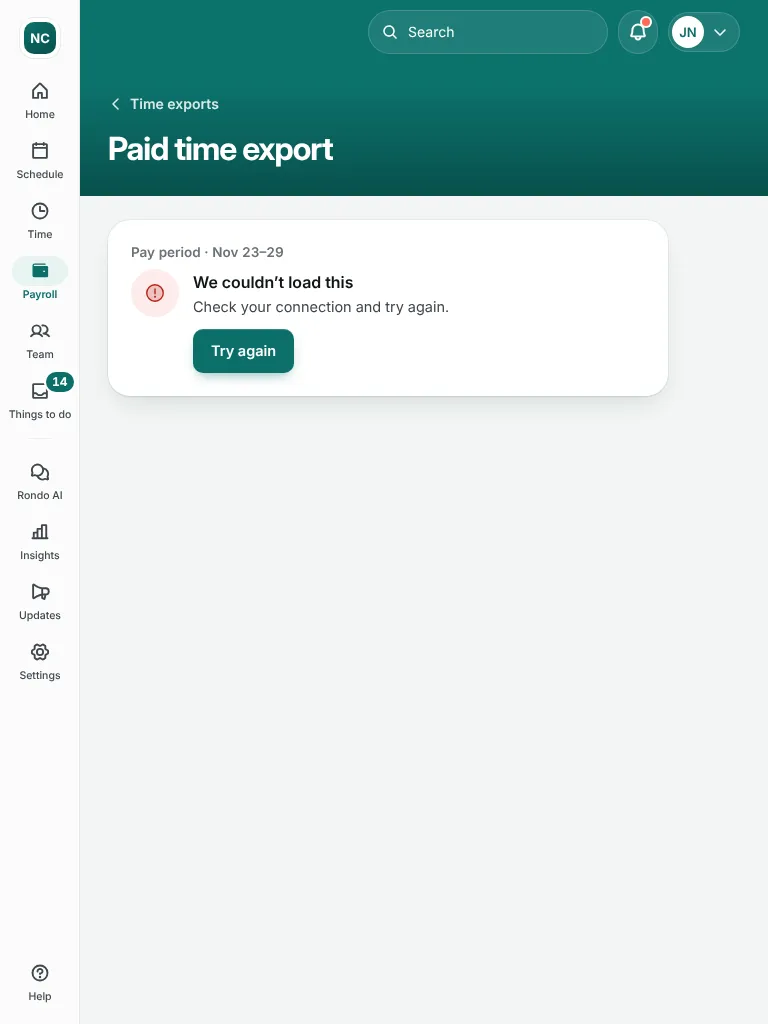 NC
Search
JN
Home
Schedule
Time
Payroll
Team
14
Things to do
Rondo AI
Insights
Updates
Settings
Help
Time exports
Paid time export
Pay period · Nov 23–29
We couldn’t load this
Check your connection and try again.
Try again